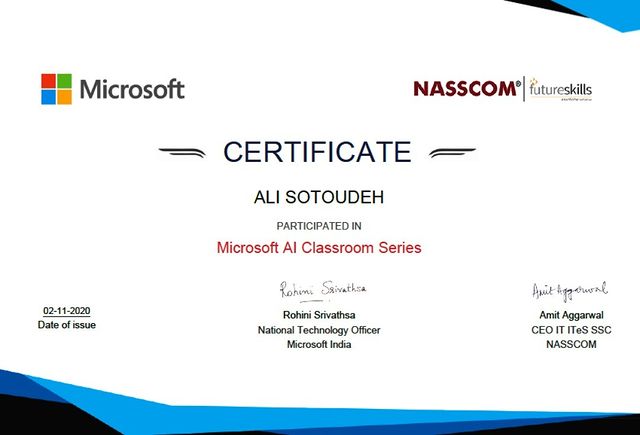 Microsoft
NASSCOM® futureskills
CERTIFICATE
ALI SOTOUDEH
PARTICIPATED IN
Microsoft AI Classroom Series
Rohini Srivathsa
Amit Aggarwal
02-11-2020
Date of issue
Rohini Srivathsa
National Technology Officer
Microsoft India
Amit Aggarwal
CEO IT ITeS SSC
NASSCOM